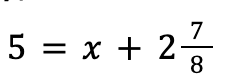 5 = x + 2 7/8